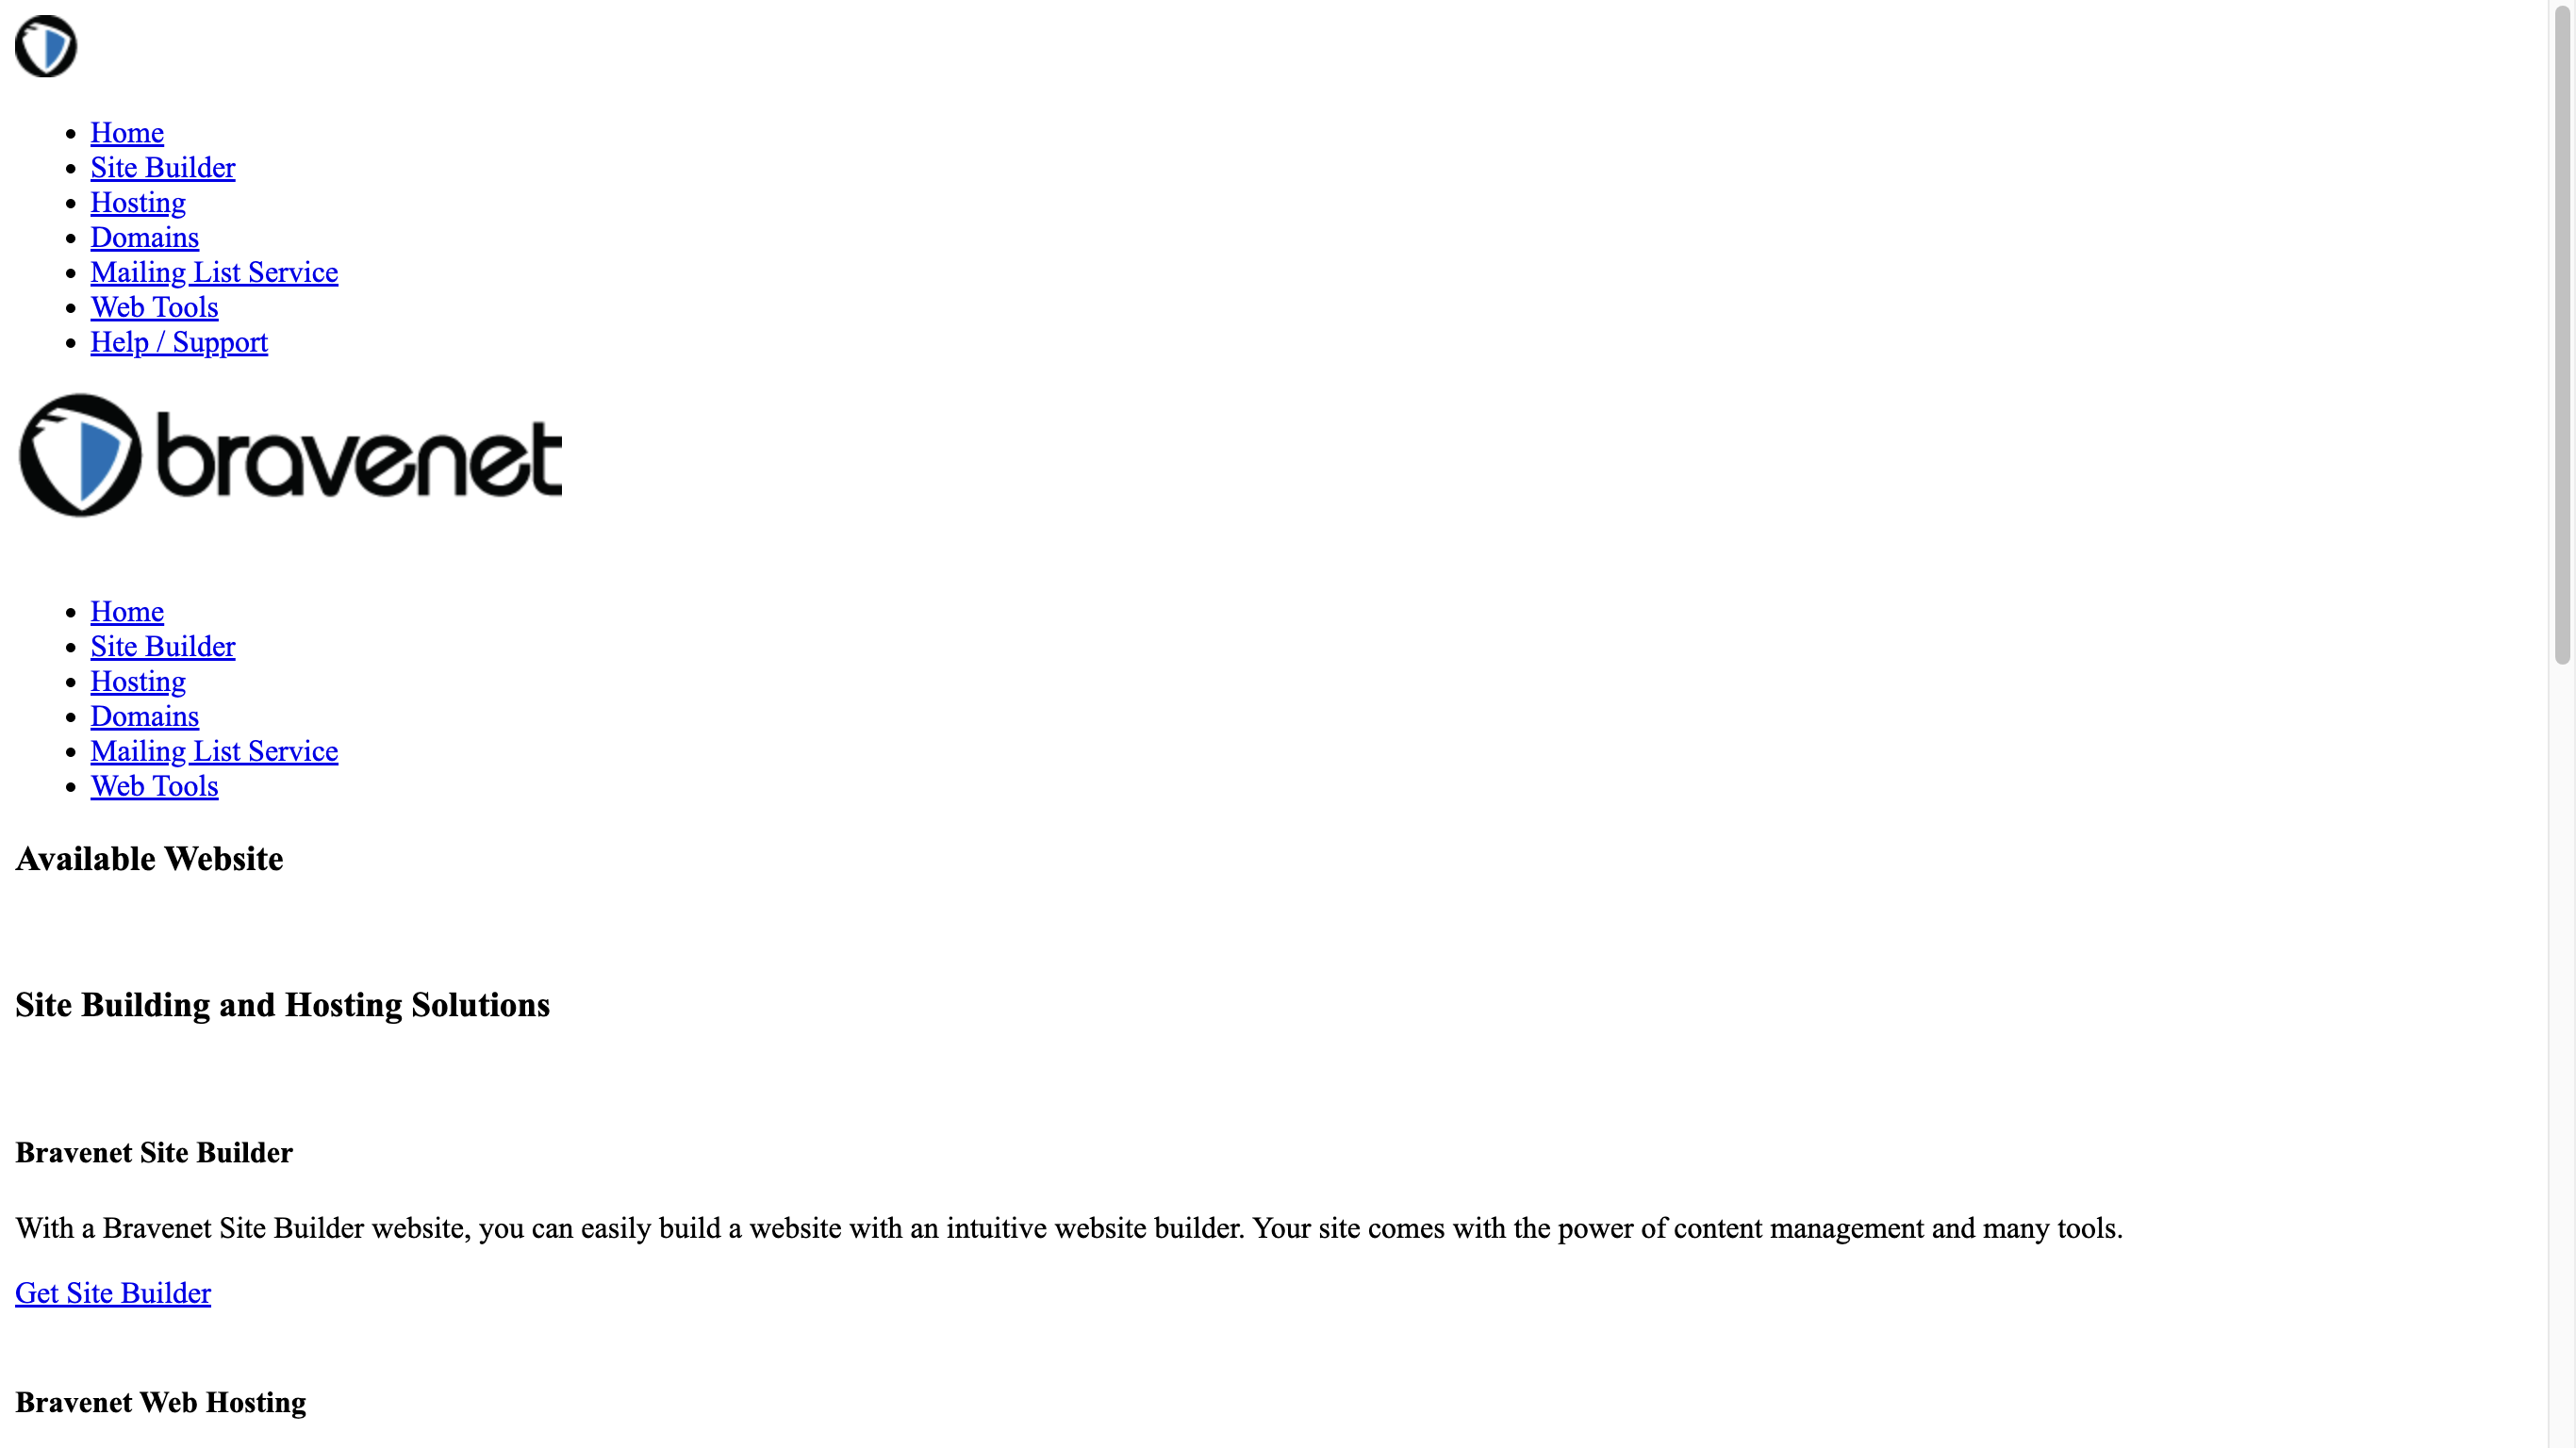 Home
Site Builder
Hosting
Domains
Mailing List Service
Web Tools
Help / Support
bravenet
Home
Site Builder
Hosting
Domains
Mailing List Service
Web Tools
Available Website
Site Building and Hosting Solutions
Bravenet Site Builder
With a Bravenet Site Builder website, you can easily build a website with an intuitive website builder. Your site comes with the power of content management and many tools.
Get Site Builder
Bravenet Web Hosting